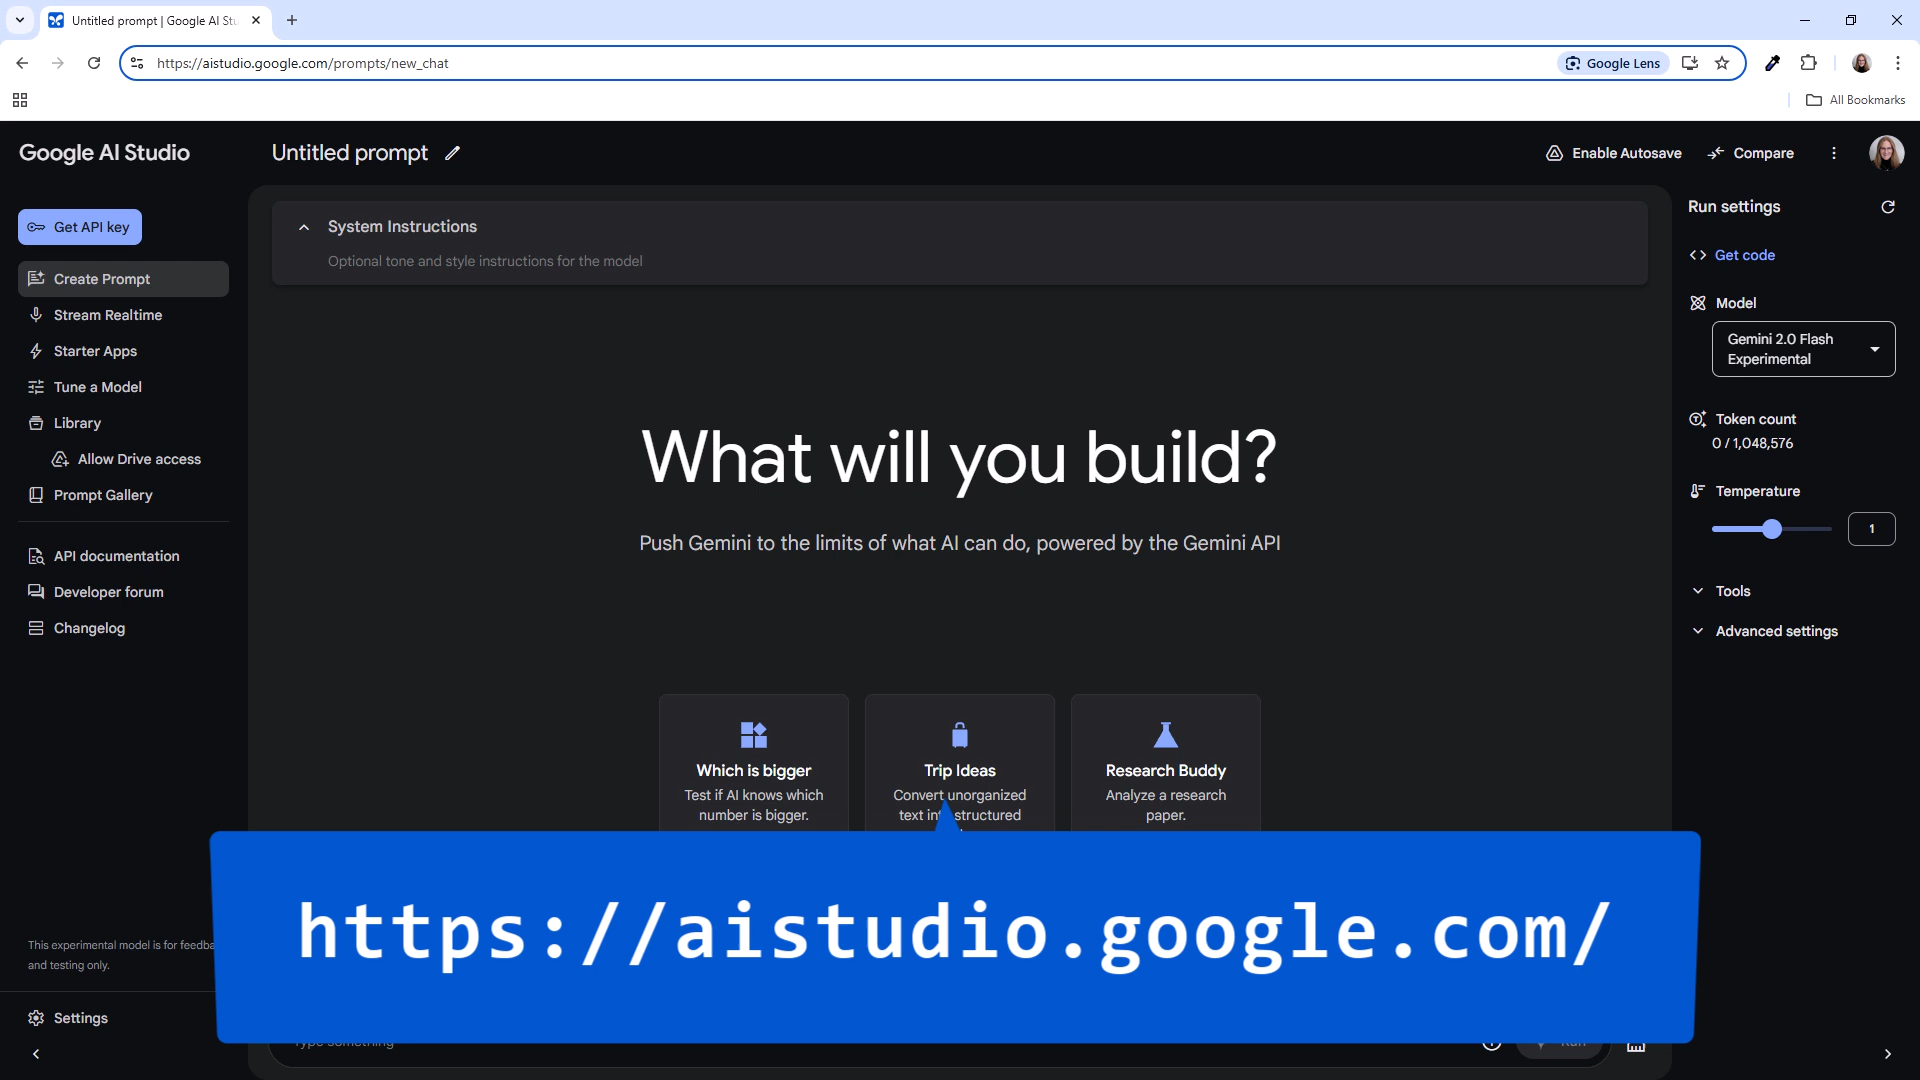 Untitled prompt | Google AI Stu
https://aistudio.google.com/prompts/new_chat
Google Lens
All Bookmarks
Google AI Studio
Untitled prompt
Enable Autosave
Compare
Get API key
Create Prompt
Stream Realtime
Starter Apps
Tune a Model
Library
Allow Drive access
Prompt Gallery
API documentation
Developer forum
Changelog
This experimental model is for feedba
and testing only.
Settings
System Instructions
Optional tone and style instructions for the model
What will you build?
Push Gemini to the limits of what AI can do, powered by the Gemini API
Which is bigger
Test if AI knows which
number is bigger.
Trip Ideas
Convert unorganized
text into structured
Research Buddy
Analyze a research
paper.
https://aistudio.google.com/
Type something
Run
Run settings
Get code
Model
Gemini 2.0 Flash
Experimental
Token count
0 / 1,048,576
Temperature
1
Tools
Advanced settings